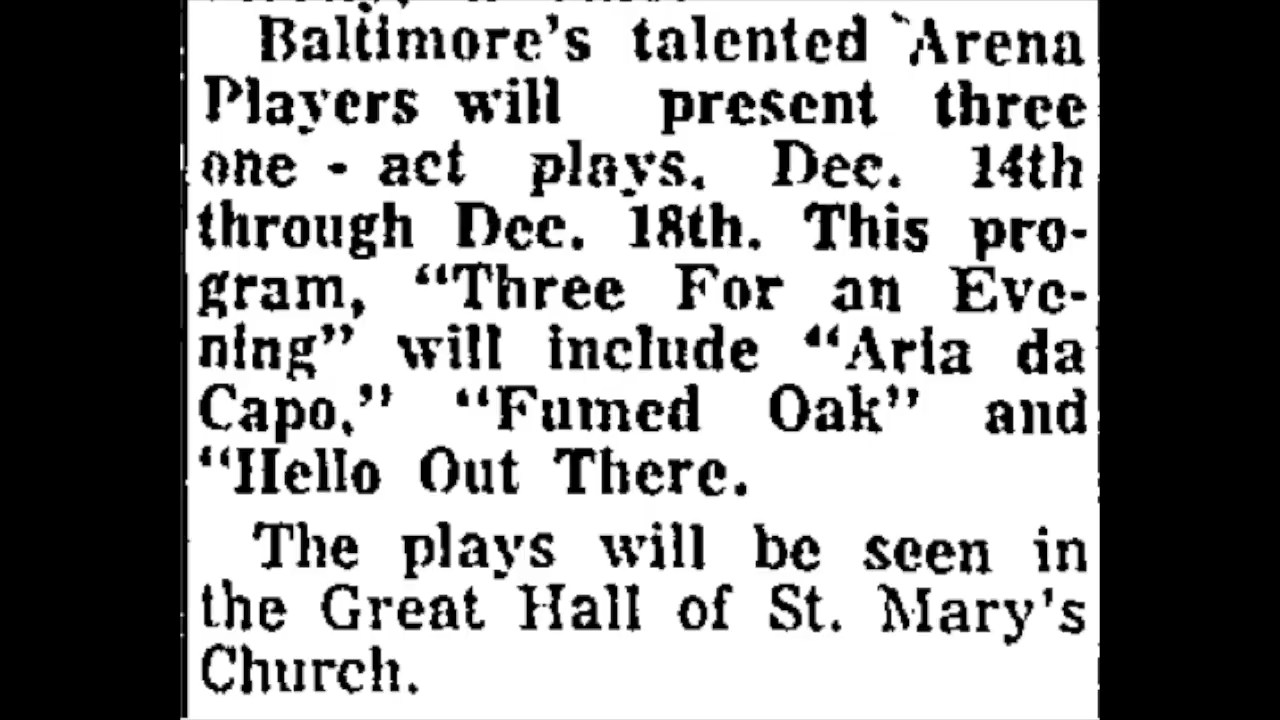 Baltimore's talented Arena
Players will present three
one - act plays. Dec. 14th
through Dec. 18th. This pro-
gram, “Three For an Eve-
ning” will include “Aria da
Capo,” “Fumed Oak” and
“Hello Out There.
The plays will be seen in
the Great Hall of St. Mary's
Church.